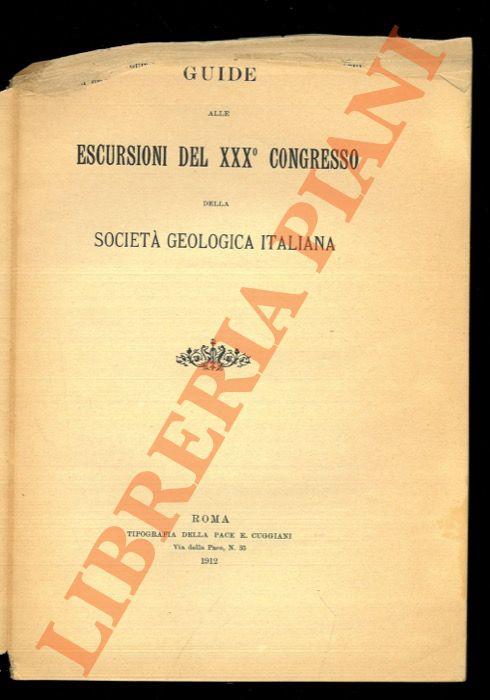 GUIDE
ALLE
ESCURSIONI DEL XXX° CONGRESSO
DELLA
SOCIETÀ GEOLOGICA ITALIANA
ROMA
TIPOGRAFIA DELLA PACE E. CUGGIANI
Via della Pace, N. 35
1912
LIBRERIA PIANI